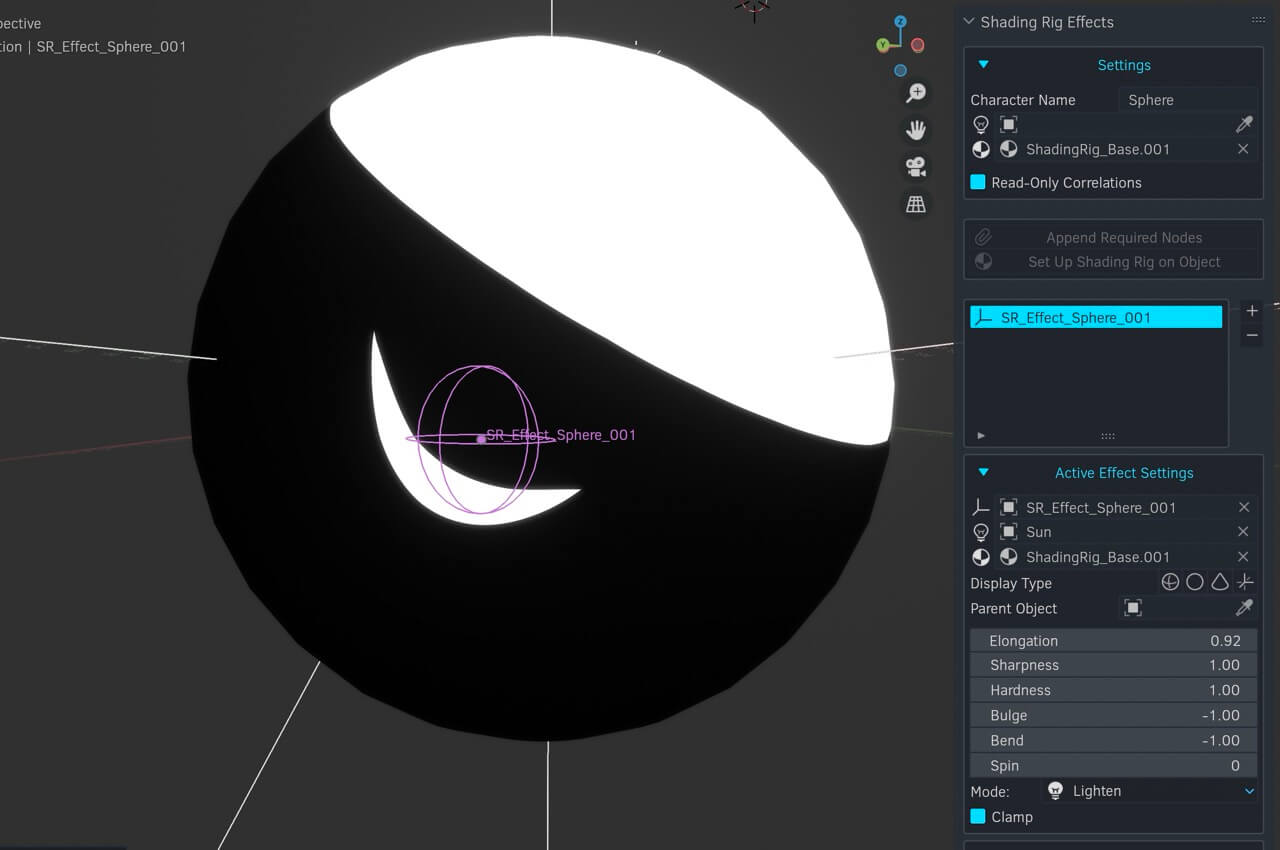 pective
tion | SR_Effect_Sphere_001
Z
Y
SR_Effect_Sphere_001
Shading Rig Effects
Settings
Character Name Sphere
ShadingRig_Base.001
Read-Only Correlations
Append Required Nodes
Set Up Shading Rig on Object
SR_Effect_Sphere_001
Active Effect Settings
SR_Effect_Sphere_001
Sun
ShadingRig_Base.001
Display Type
Parent Object
Elongation 0.92
Sharpness 1.00
Hardness 1.00
Bulge -1.00
Bend -1.00
Spin 0
Mode: Lighten
Clamp